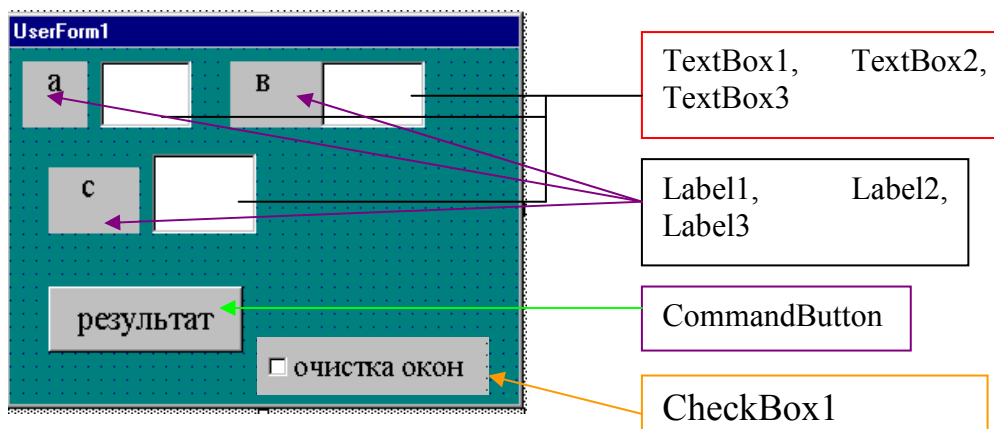 UserForm1
а
в
с
результат
очистка окон
TextBox1, TextBox2,
TextBox3
Label1, Label2,
Label3
CommandButton
CheckBox1